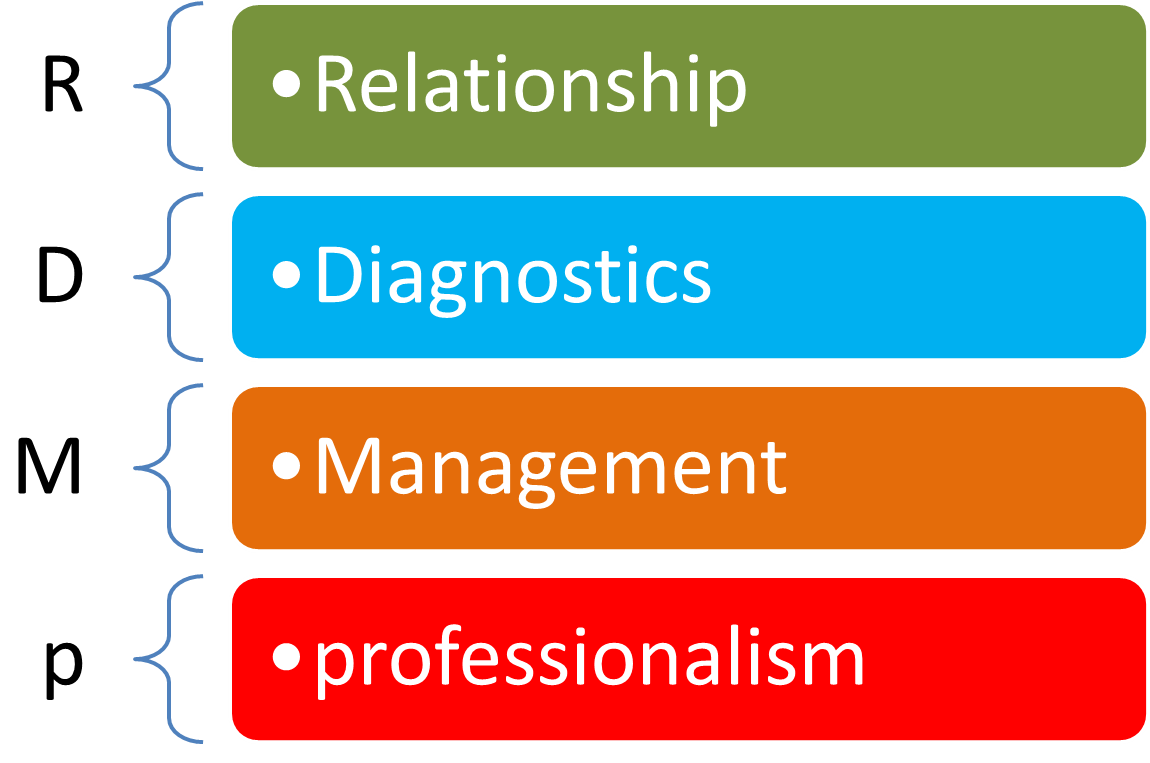 R
• Relationship
D
• Diagnostics
M
• Management
p
• professionalism